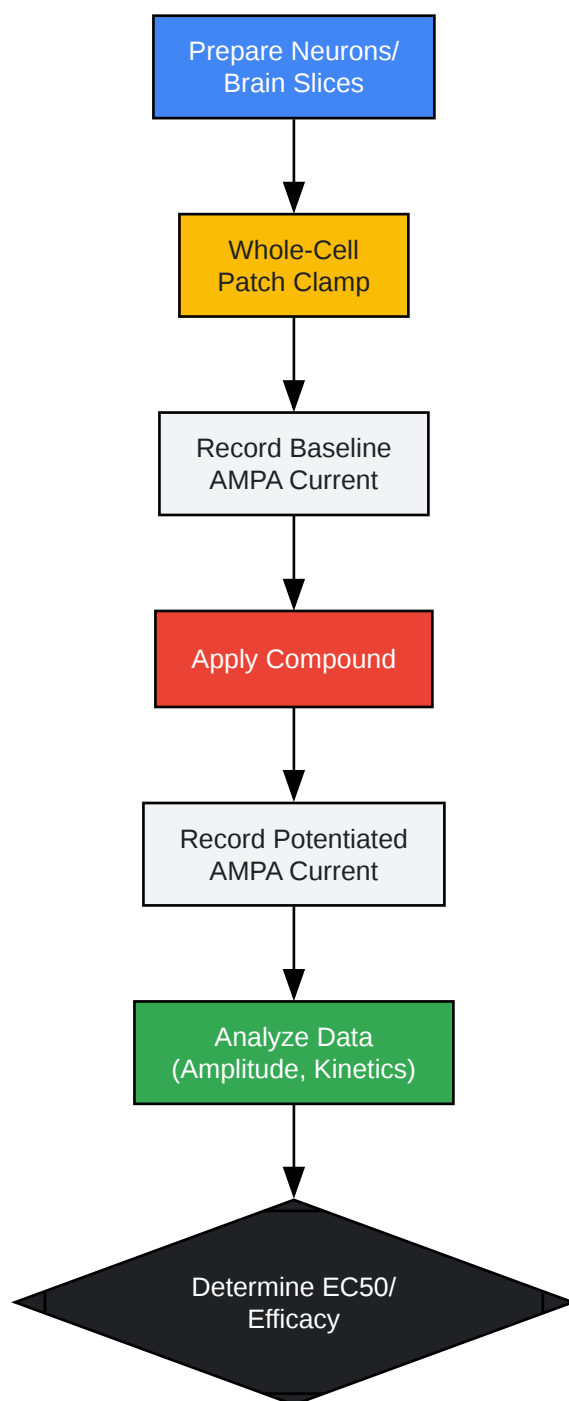 Prepare Neurons/
Brain Slices
Whole-Cell
Patch Clamp
Record Baseline
AMPA Current
Apply Compound
Record Potentiated
AMPA Current
Analyze Data
(Amplitude, Kinetics)
Determine EC50/
Efficacy